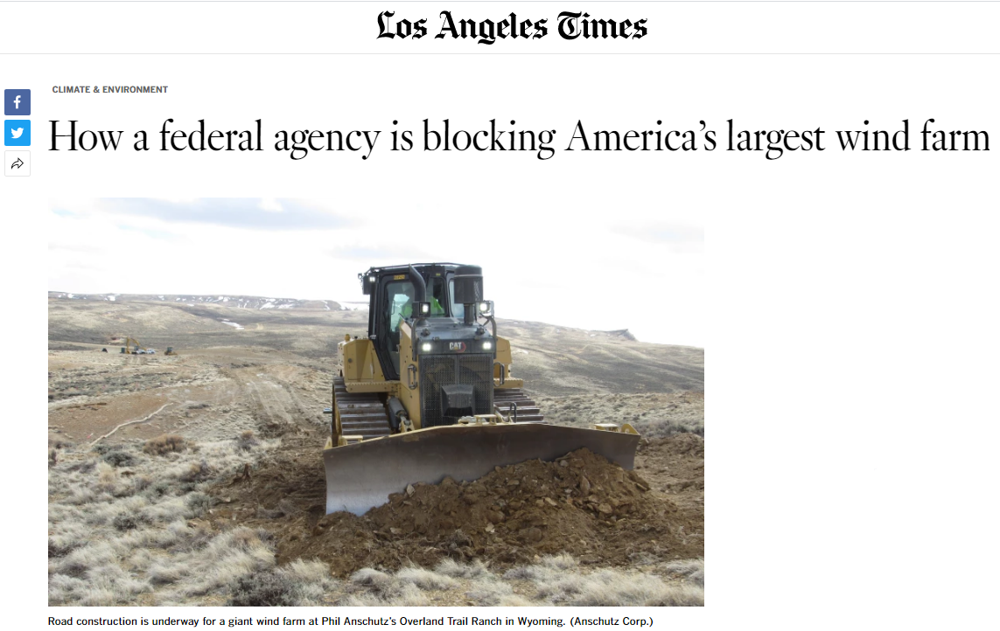 Los Angeles Times
CLIMATE & ENVIRONMENT
How a federal agency is blocking America’s largest wind farm
CAT
Road construction is underway for a giant wind farm at Phil Anschutz’s Overland Trail Ranch in Wyoming. (Anschutz Corp.)